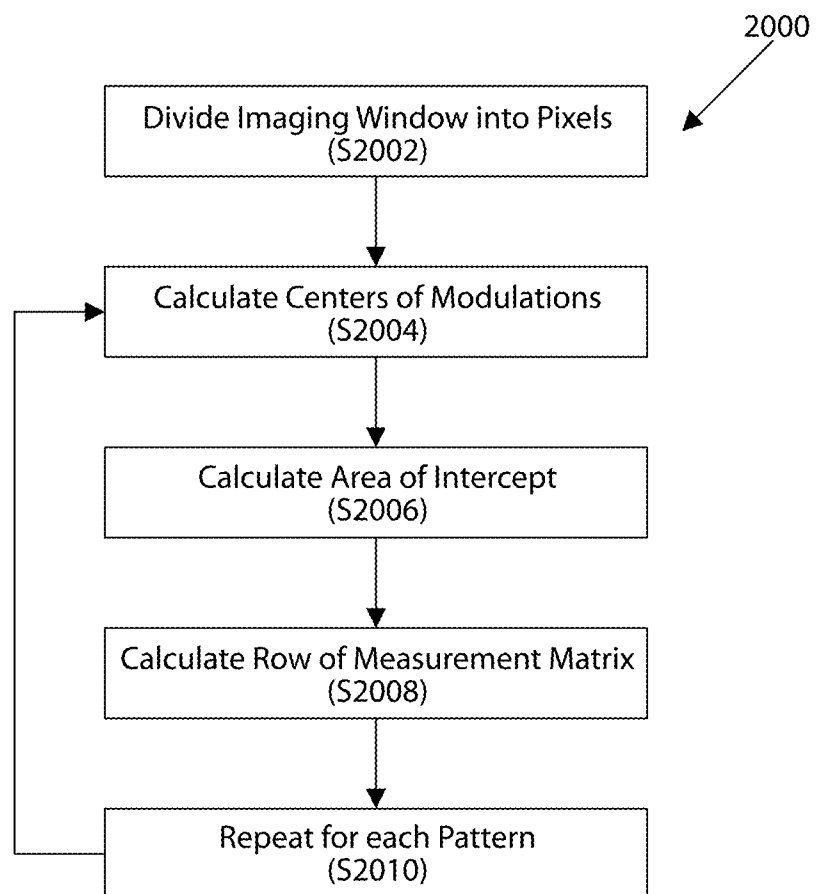 2000
Divide Imaging Window into Pixels
(S2002)
Calculate Centers of Modulations
(S2004)
Calculate Area of Intercept
(S2006)
Calculate Row of Measurement Matrix
(S2008)
Repeat for each Pattern
(S2010)